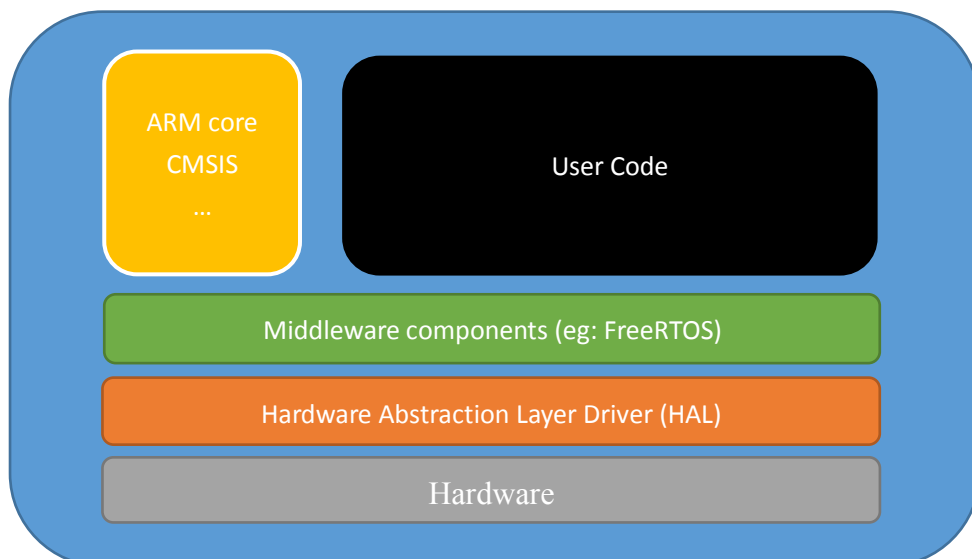 ARM core
CMSIS
...
User Code
Middleware components (eg: FreeRTOS)
Hardware Abstraction Layer Driver (HAL)
Hardware